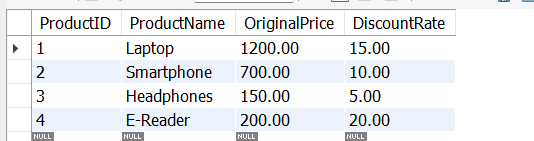 ProductID ProductName OriginalPrice DiscountRate
1 Laptop 1200.00 15.00
2 Smartphone 700.00 10.00
3 Headphones 150.00 5.00
4 E-Reader 200.00 20.00
NULL NULL NULL NULL